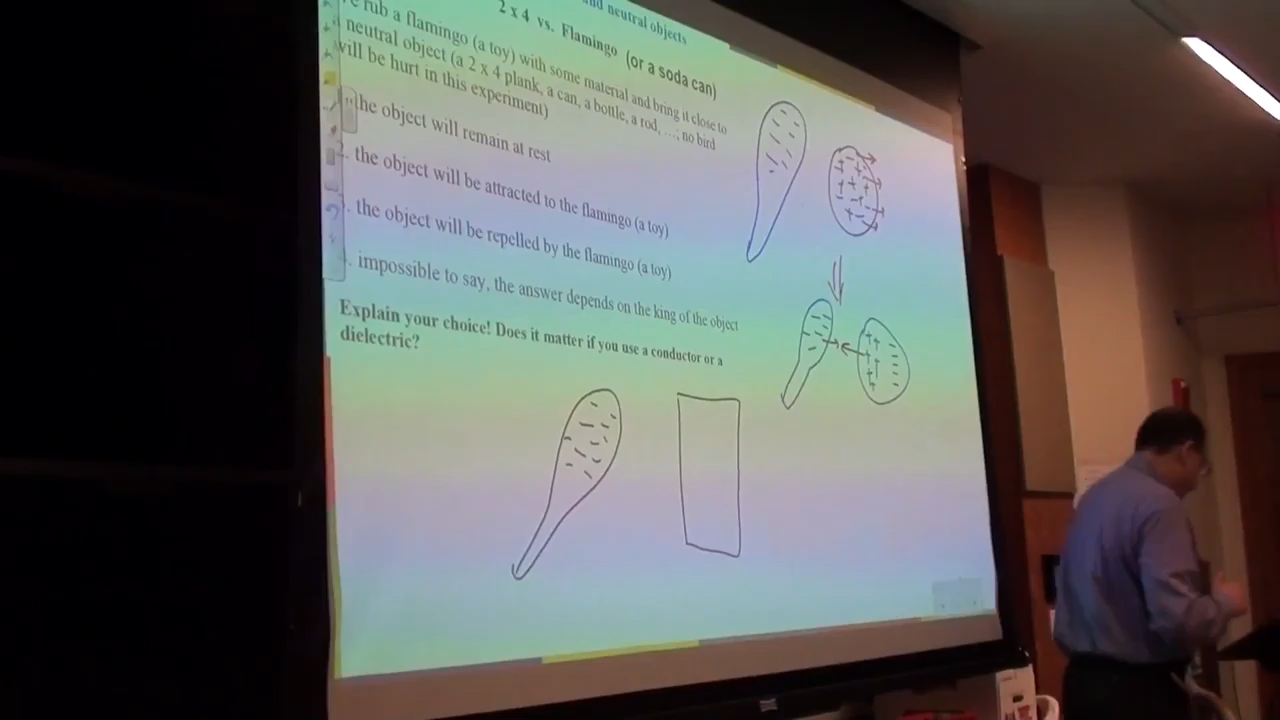 and neutral objects
2 x 4 vs. Flamingo (or a soda can)
rub a flamingo (a toy) with some material and bring it close to
neutral object (a 2 x 4 plank, a can, a bottle, a rod, …; no bird
will be hurt in this experiment)
the object will remain at rest
the object will be attracted to the flamingo (a toy)
the object will be repelled by the flamingo (a toy)
impossible to say, the answer depends on the king of the object
Explain your choice! Does it matter if you use a conductor or a
dielectric?